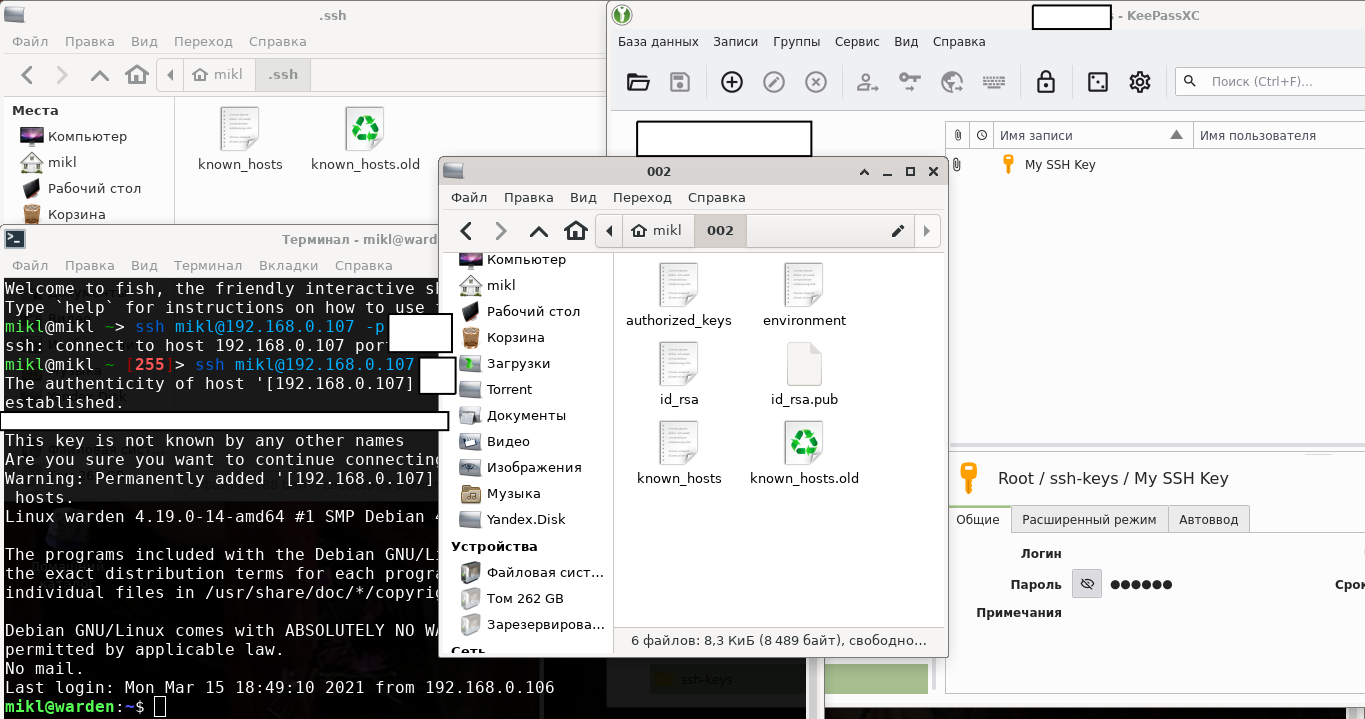 .ssh
Файл Правка Вид Переход Справка
mikl .ssh
Места
Компьютер
mikl
Рабочий стол
Корзина
known_hosts known_hosts.old
- KeePassXC
База данных Записи Группы Сервис Вид Справка
Поиск (Ctrl+F)...
Имя записи Имя пользователя
My SSH Key
Root / ssh-keys / My SSH Key
Общие Расширенный режим Автоввод
Логин
Пароль ●●●●●● Срок
Примечания
ssh-keys
002
Файл Правка Вид Переход Справка
mikl 002
Компьютер
mikl
Рабочий стол
Корзина
Загрузки
Torrent
Документы
Видео
Изображения
Музыка
Yandex.Disk
Устройства
Файловая сист...
Том 262 GB
Зарезервирова...
Сеть
authorized_keys environment
id_rsa id_rsa.pub
known_hosts known_hosts.old
6 файлов: 8,3 КиБ (8 489 байт), свободно...
Терминал - mikl@ward
Файл Правка Вид Терминал Вкладки Справка
Welcome to fish, the friendly interactive sh
Type `help` for instructions on how to use
mikl@mikl ~> ssh mikl@192.168.0.107 -p
ssh: connect to host 192.168.0.107 por
mikl@mikl ~ [255]> ssh mikl@192.168.0.107
The authenticity of host '[192.168.0.107]
established.
This key is not known by any other names
Are you sure you want to continue connecting
Warning: Permanently added '[192.168.0.107]
hosts.
Linux warden 4.19.0-14-amd64 #1 SMP Debian 4
The programs included with the Debian GNU/Li
the exact distribution terms for each progra
individual files in /usr/share/doc/*/copyrig
Debian GNU/Linux comes with ABSOLUTELY NO WA
permitted by applicable law.
No mail.
Last login: Mon Mar 15 18:49:10 2021 from 192.168.0.106
mikl@warden:~$